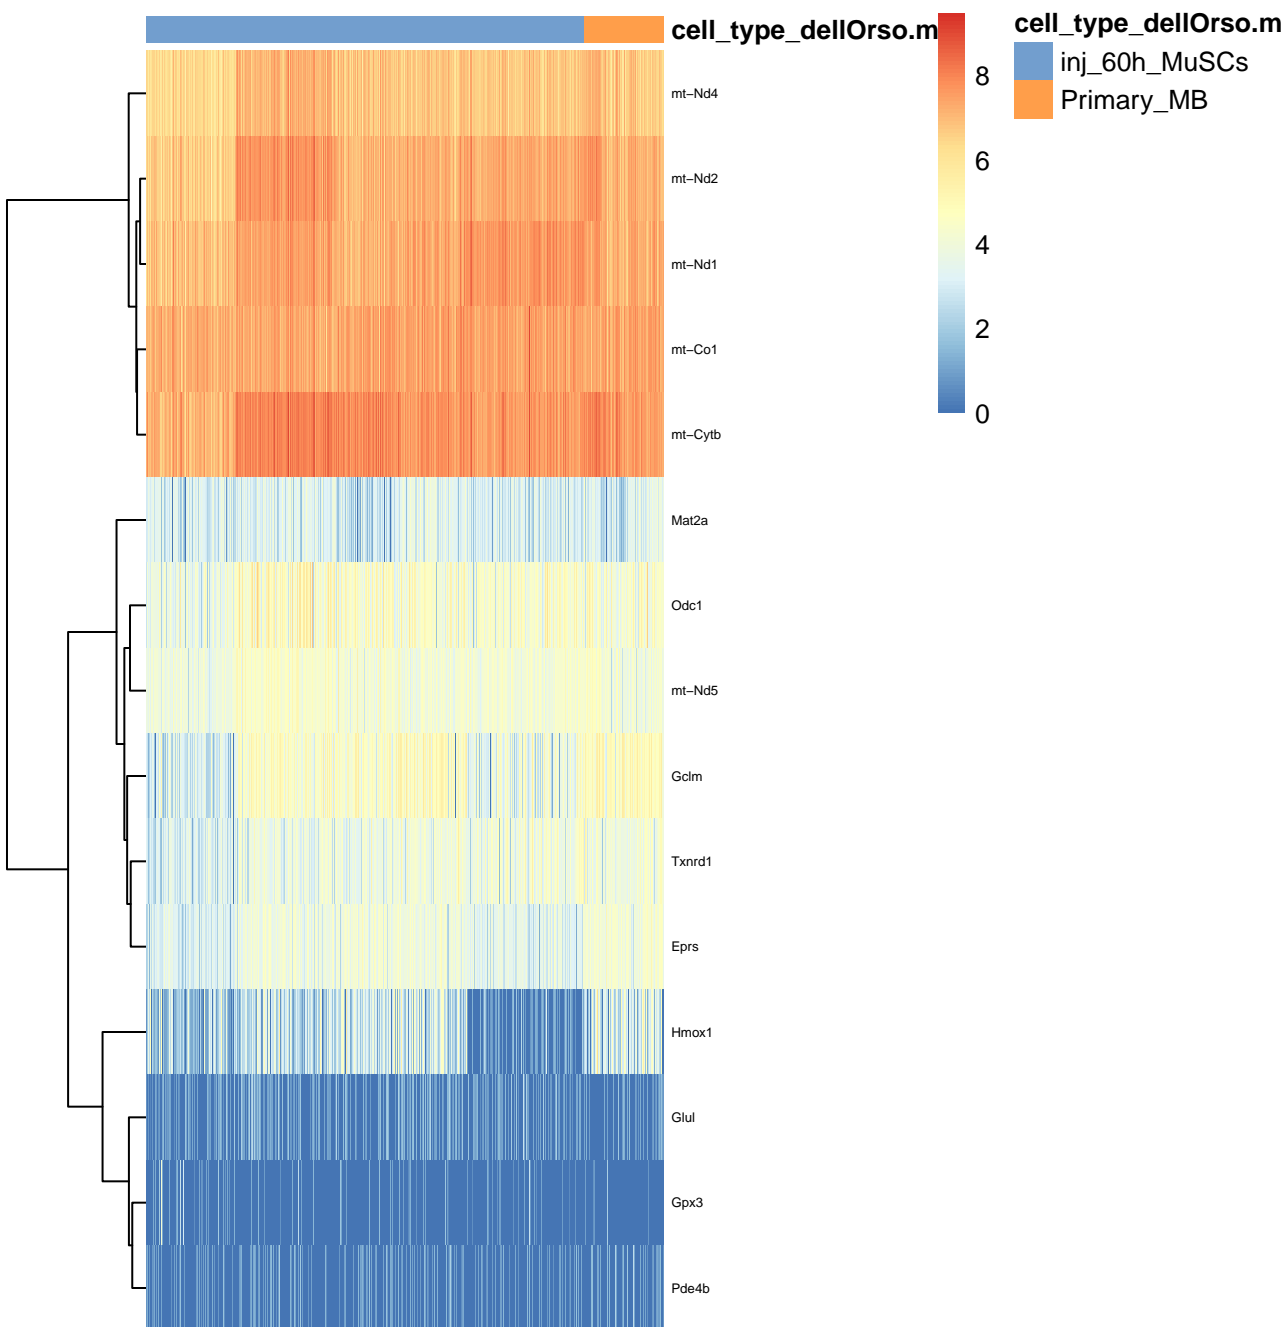 cell_type_dellOrso.m
cell_type_dellOrso.m
inj_60h_MuSCs
Primary_MB
8
6
4
2
0
mt−Nd4
mt−Nd2
mt−Nd1
mt−Co1
mt−Cytb
Mat2a
Odc1
mt−Nd5
Gclm
Txnrd1
Eprs
Hmox1
Glul
Gpx3
Pde4b